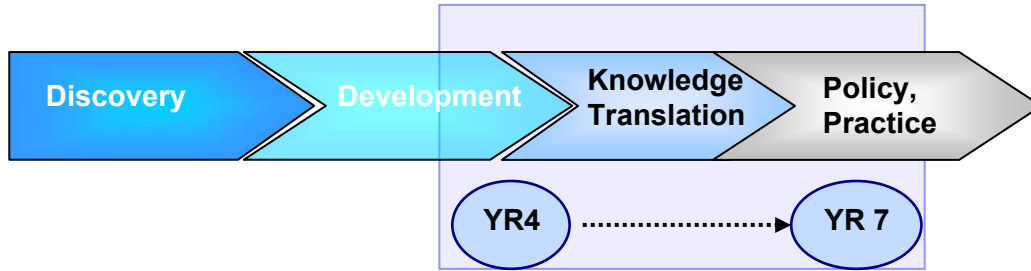 Discovery
Development
Knowledge
Translation
Policy,
Practice
YR4
YR 7